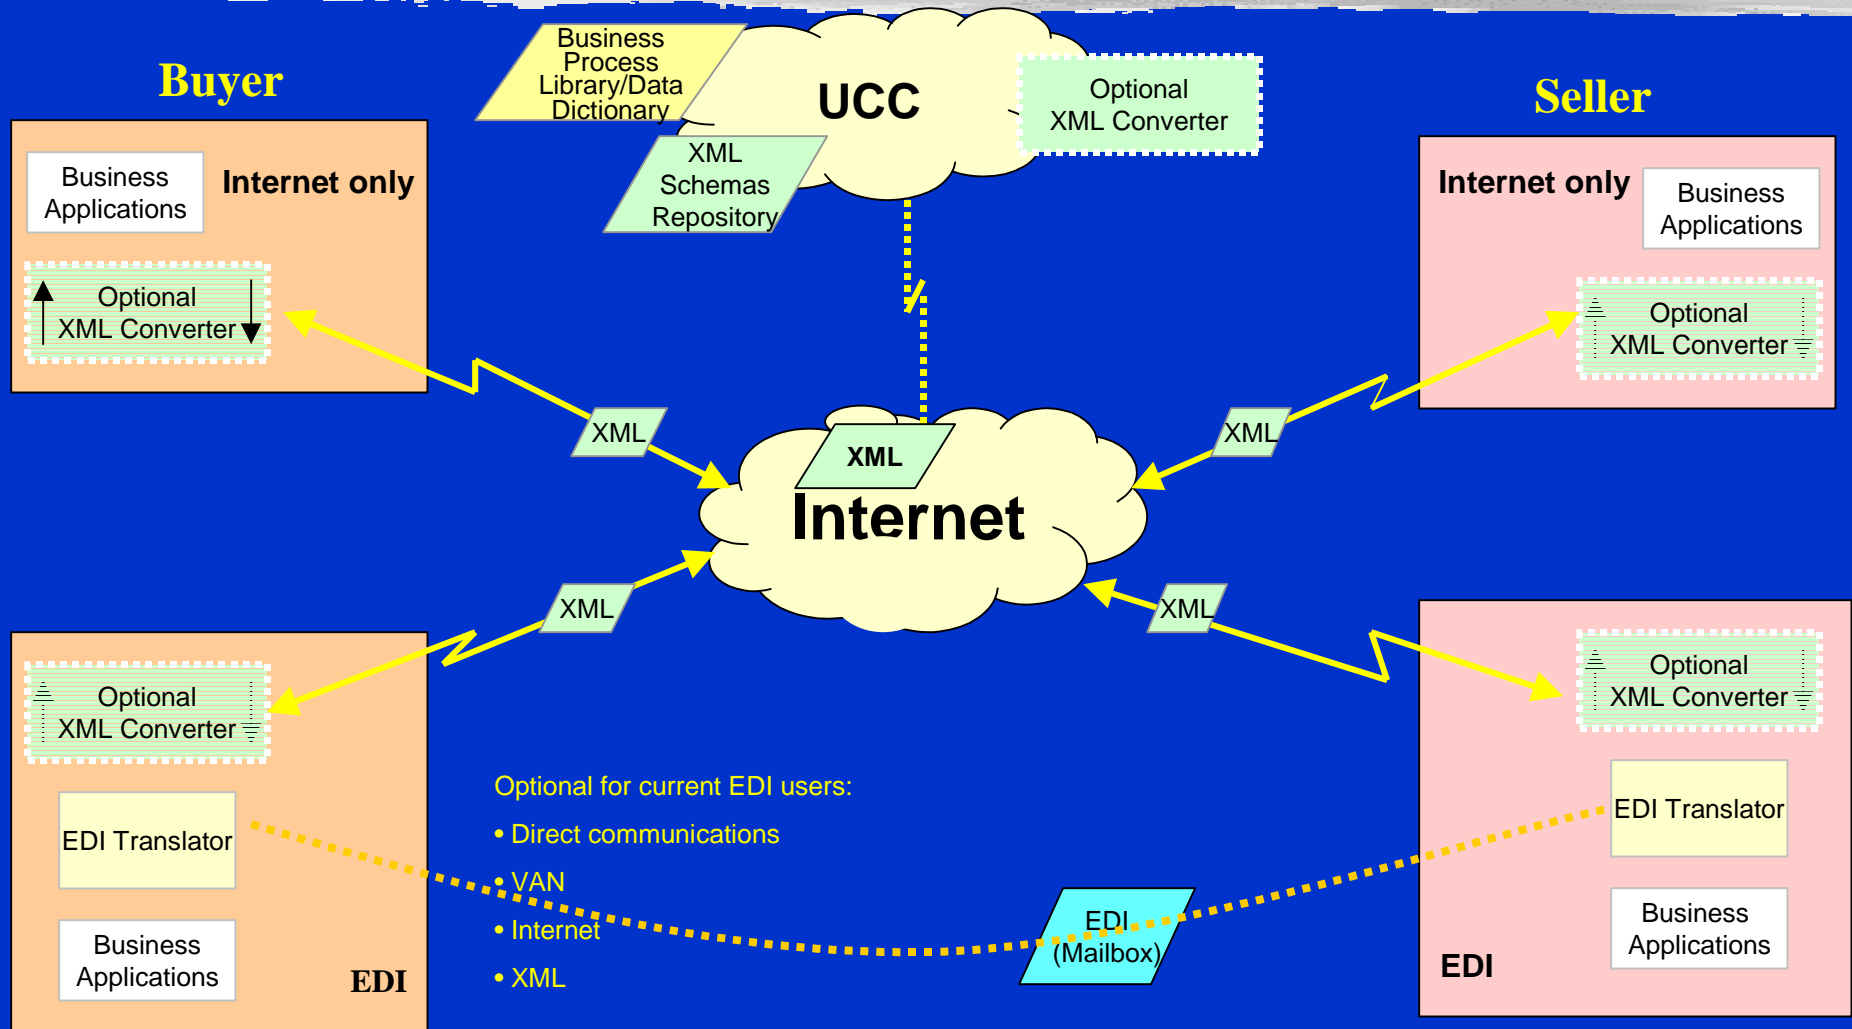 Business
Process
Library/Data
Dictionary
UCC
Optional
XML Converter
XML
Schemas
Repository
Buyer
Business
Applications
Internet only
Optional
XML Converter
Seller
Internet only
Business
Applications
Optional
XML Converter
XML
XML
XML
Internet
XML
XML
Optional
XML Converter
EDI Translator
Business
Applications
EDI
Optional for current EDI users:
• Direct communications
• VAN
• Internet
• XML
EDI
(Mailbox)
Optional
XML Converter
EDI Translator
Business
Applications
EDI